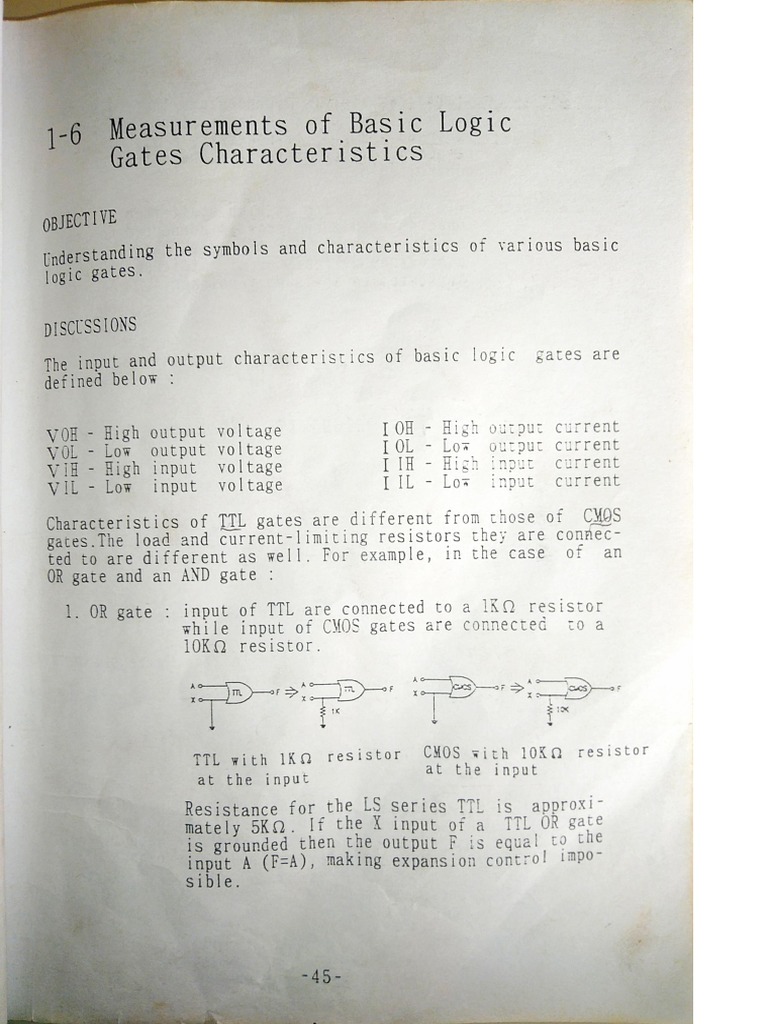 1-6 Measurements of Basic Logic
Gates Characteristics
OBJECTIVE
Understanding the symbols and characteristics of various basic
logic gates.
DISCUSSIONS
The input and output characteristics of basic logic gates are
defined below :
VOH - High output voltage
VOL - Low output voltage
VIH - High input voltage
VIL - Low input voltage
IOH - High output current
IOL - Low output current
IIH - High input current
IIL - Low input current
Characteristics of TTL gates are different from those of CMOS
gates.The load and current-limiting resistors they are connec-
ted to are different as well. For example, in the case of an
OR gate and an AND gate :
1. OR gate : input of TTL are connected to a 1KΩ resistor
while input of CMOS gates are connected to a
10KΩ resistor.
A X TTL F ⇒ A X TTL F 1K
A X CMOS F ⇒ A X CMOS F 10K
TTL with 1KΩ resistor
at the input
CMOS with 10KΩ resistor
at the input
Resistance for the LS series TTL is approxi-
mately 5KΩ. If the X input of a TTL OR gate
is grounded then the output F is equal to the
input A (F=A), making expansion control impo-
sible.
-45-